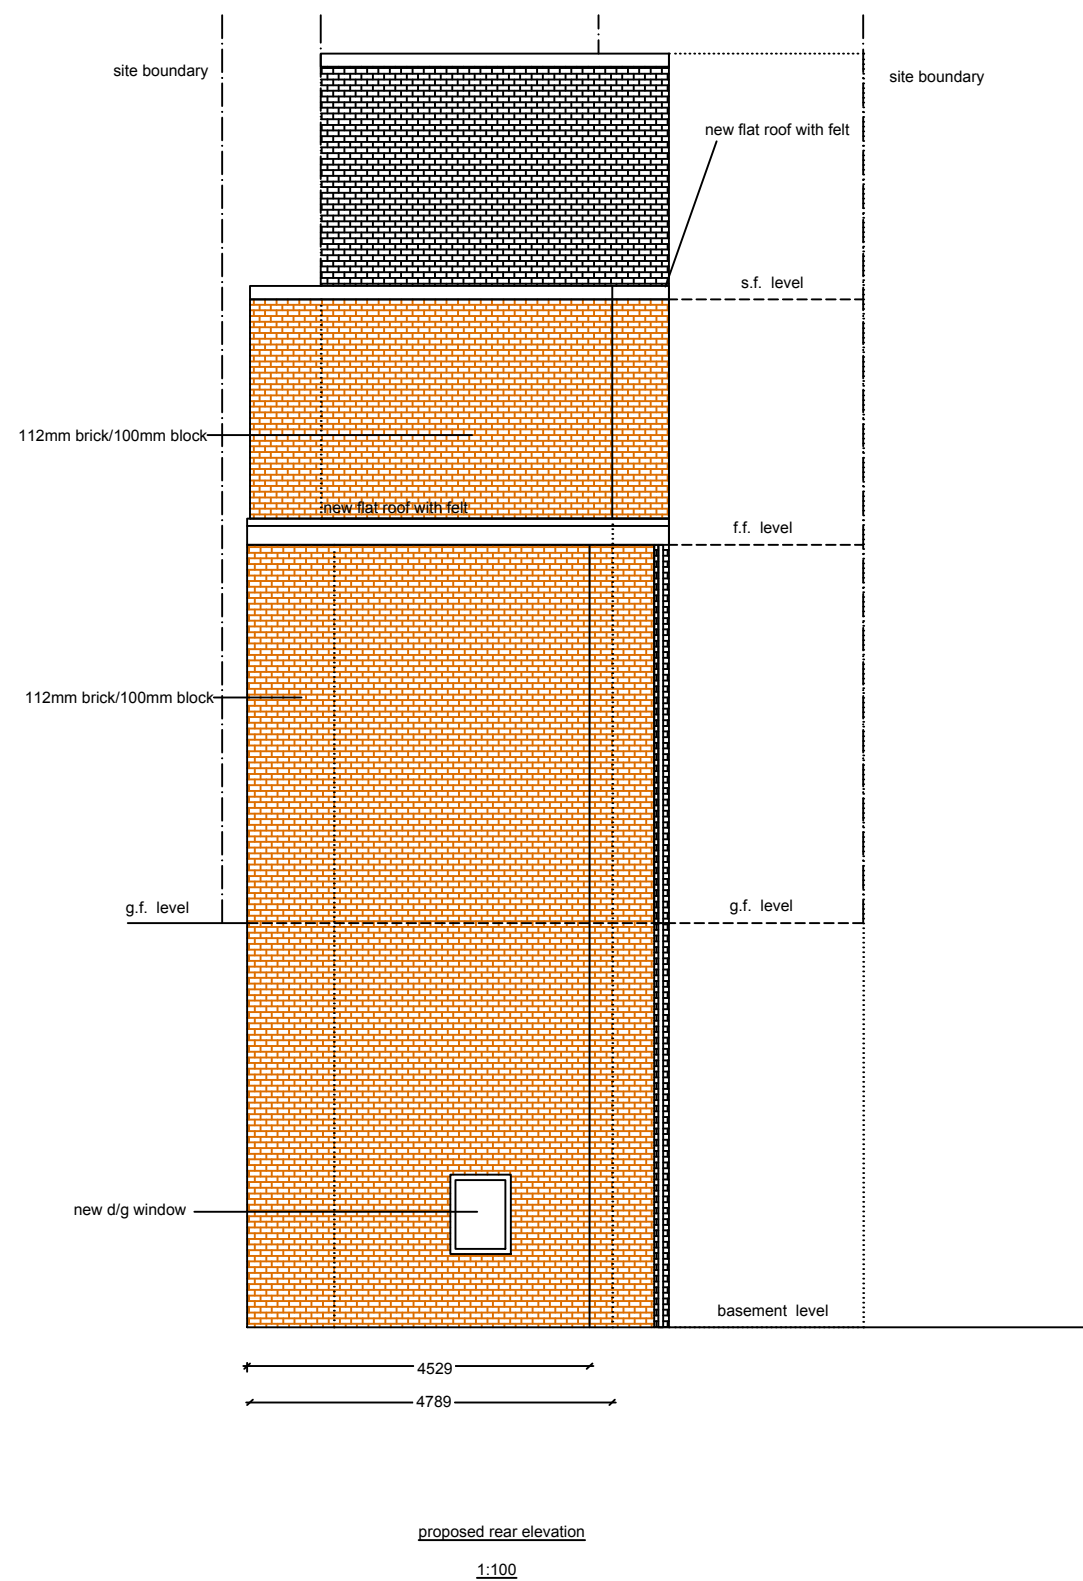 site boundary
site boundary
new flat roof with felt
s.f. level
112mm brick/100mm block
new flat roof with felt
f.f. level
112mm brick/100mm block
g.f. level
g.f. level
new d/g window
basement level
4529
4789
proposed rear elevation
1:100